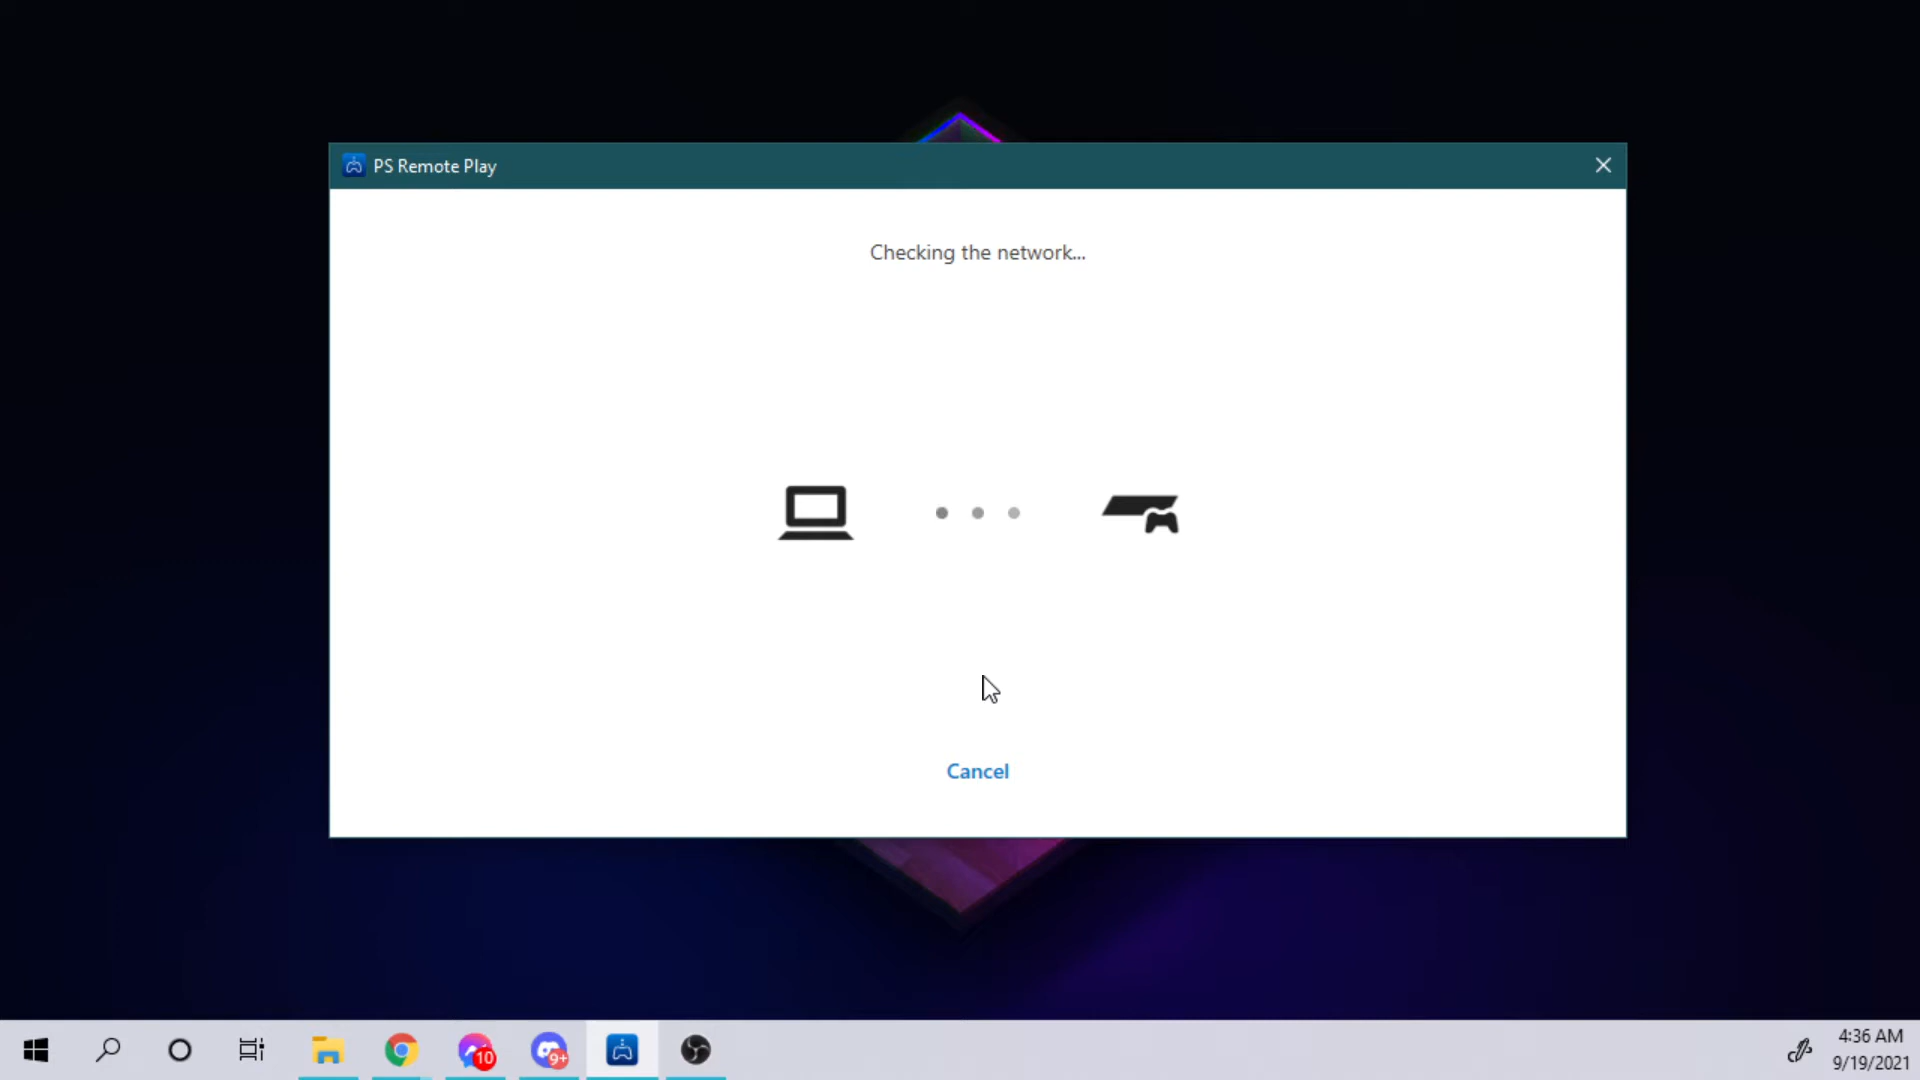 PS Remote Play
Checking the network...
Cancel
10
9+
4:36 AM
9/19/2021